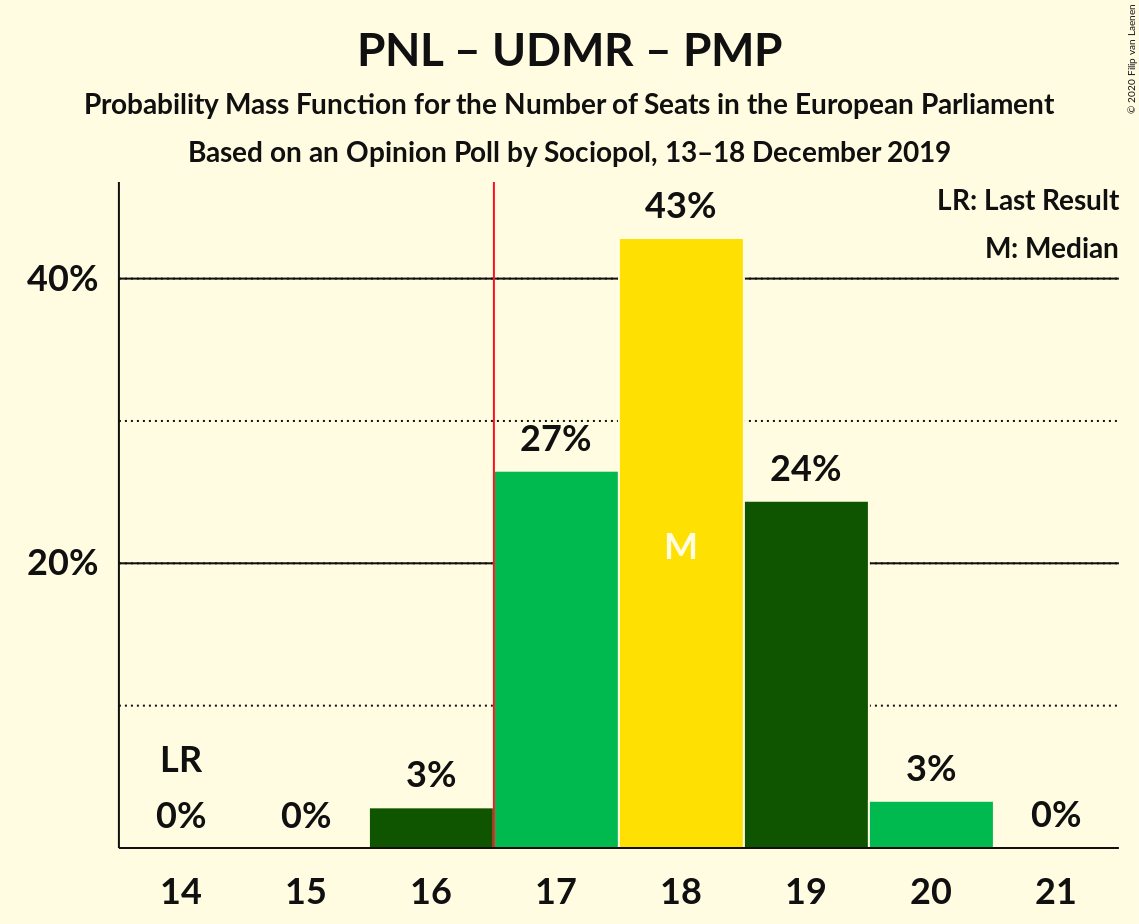 PNL – UDMR – PMP
Probability Mass Function for the Number of Seats in the European Parliament
Based on an Opinion Poll by Sociopol, 13–18 December 2019
© 2020 Filip van Laenen
LR: Last Result
M: Median
43%
40%
27%
24%
M
20%
LR
0%
0%
3%
3%
0%
14 15 16 17 18 19 20 21